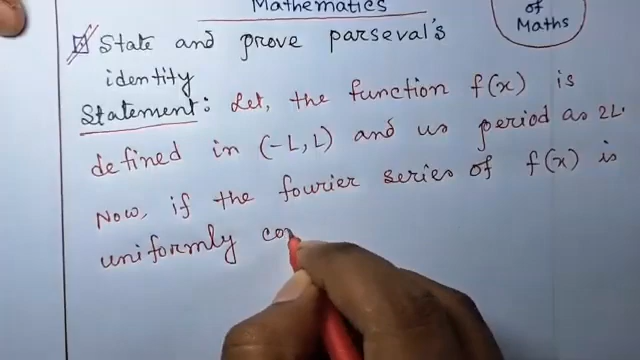 Mathematics
of
Maths
State and prove parseval's
identity
Statement: Let, the function f(x) is
defined in (-L, L) and us period as 2L.
Now, if the fourier series of f(x) is
uniformly co